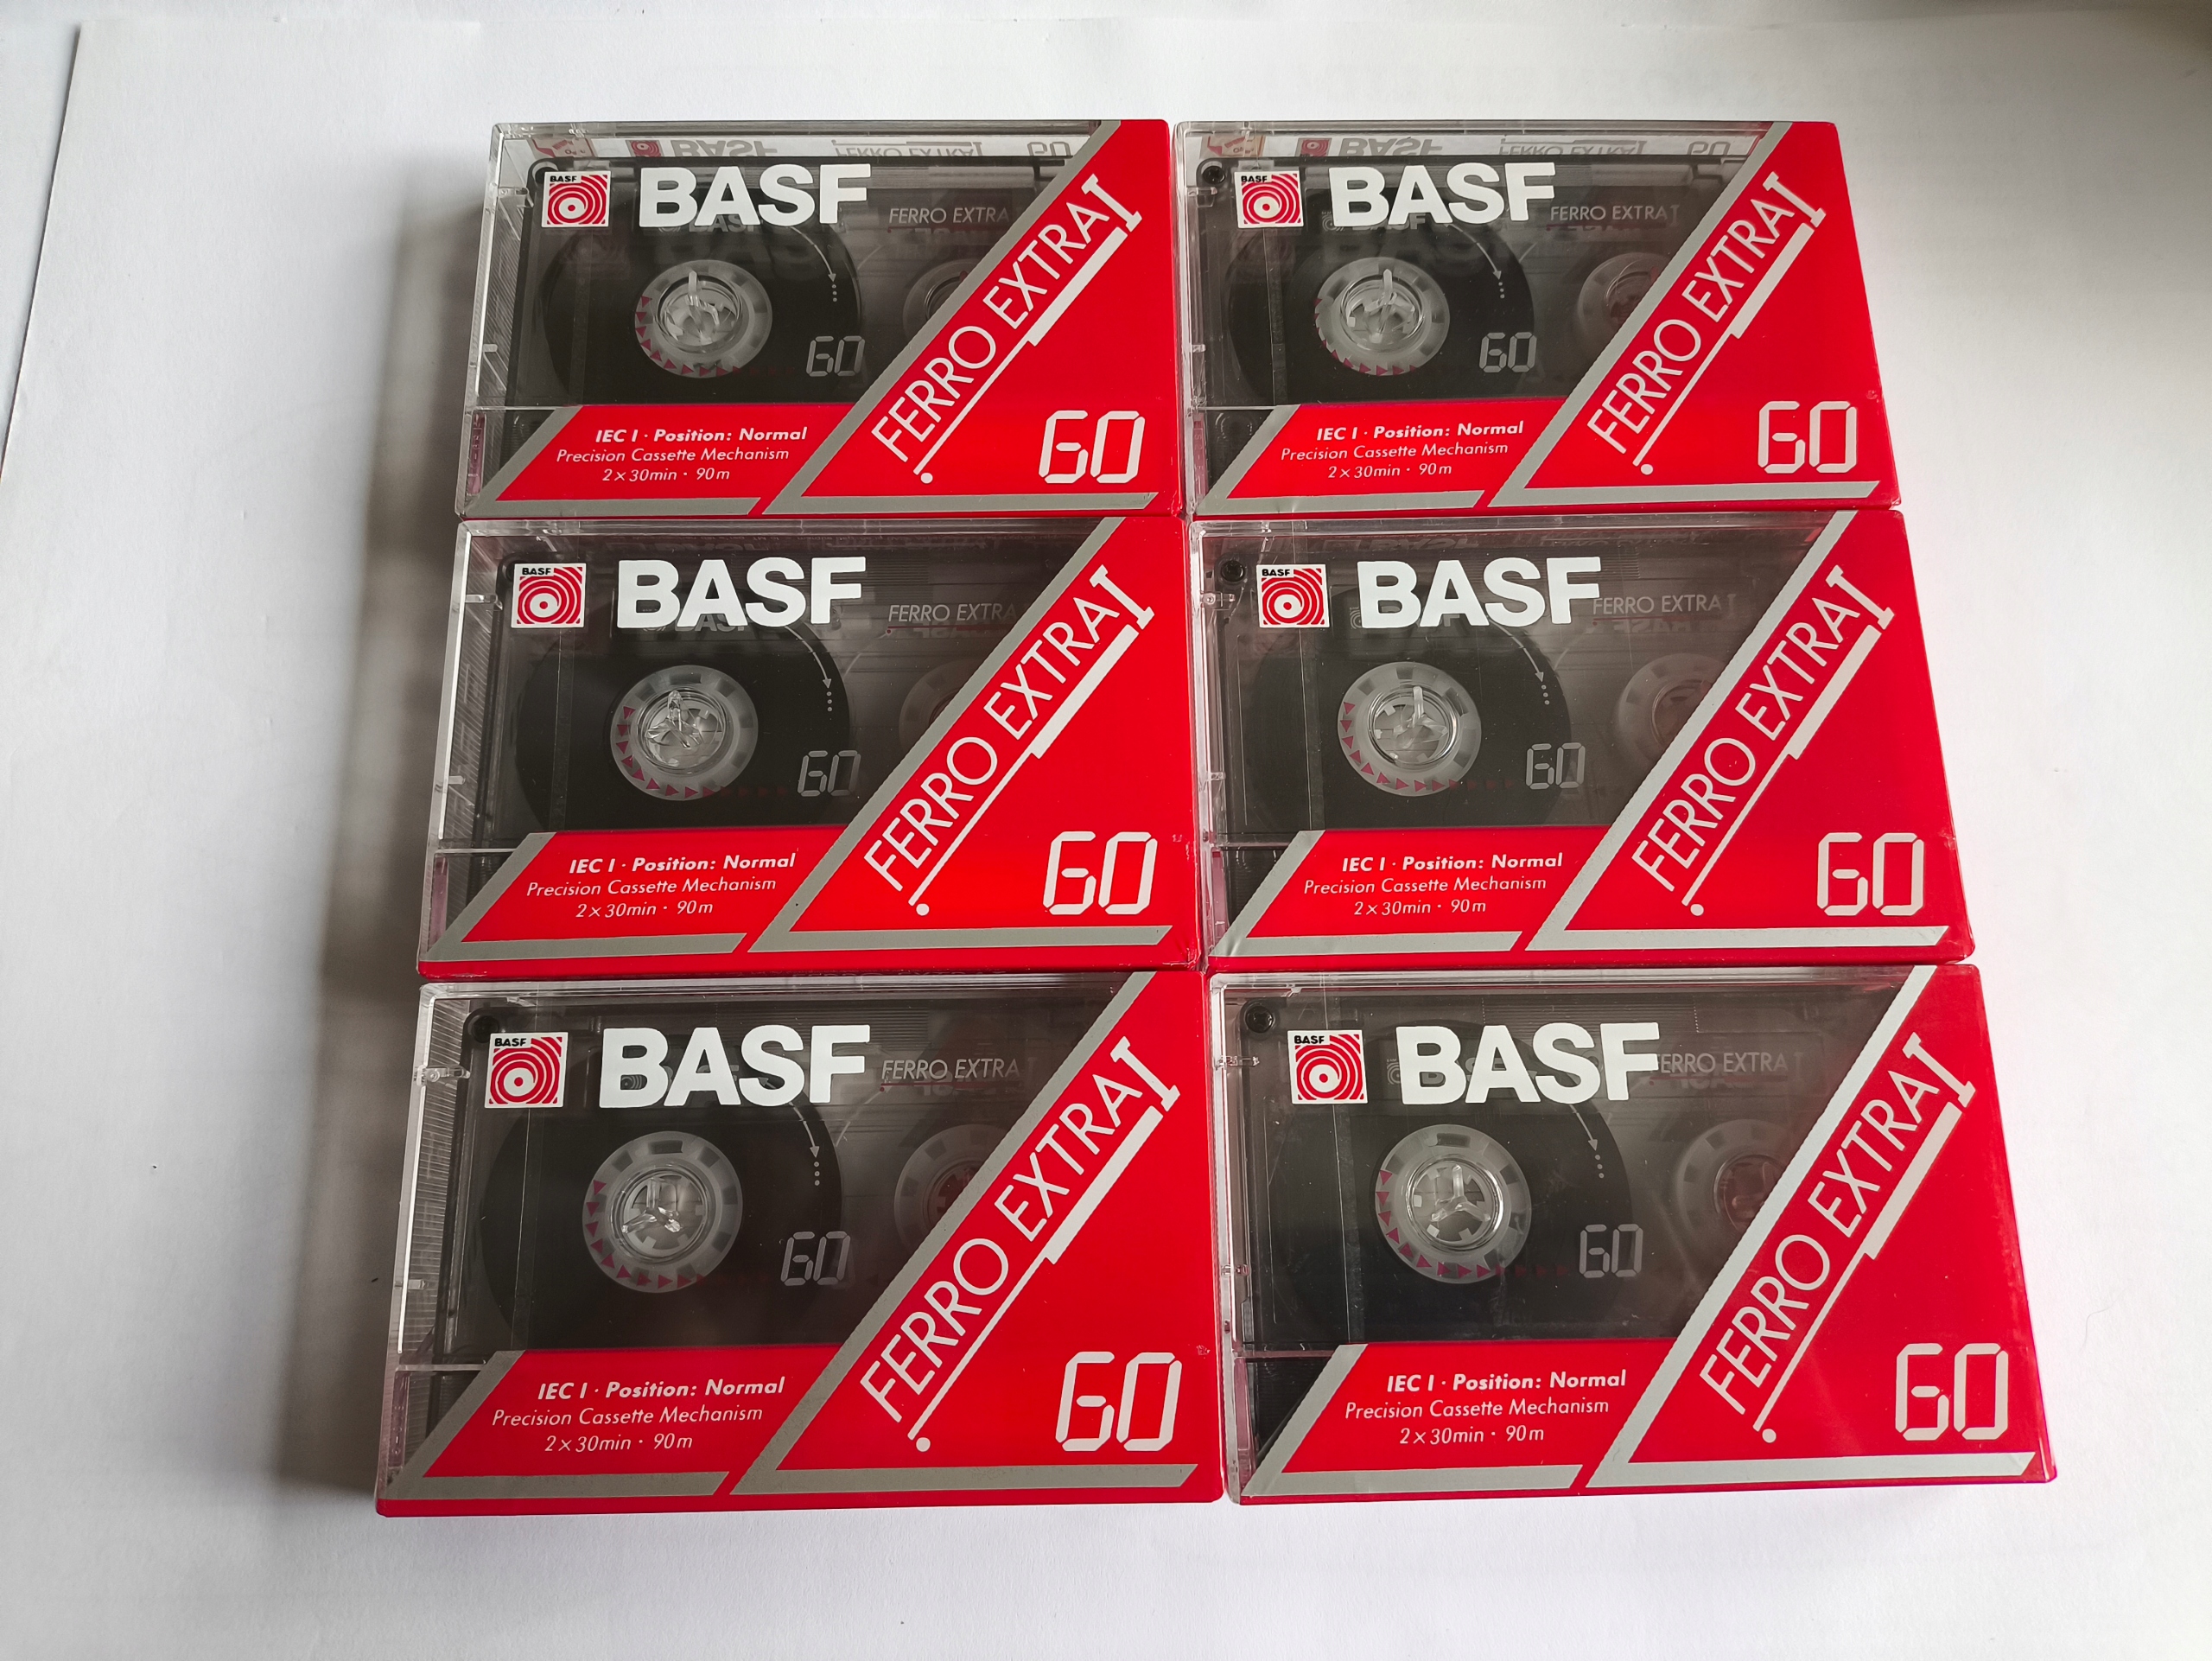 BASF BASF FERRO EXTRA I
60
FERRO EXTRA I
60
IEC I · Position: Normal
Precision Cassette Mechanism
2×30min · 90m
BASF BASF FERRO EXTRA I
60
FERRO EXTRA I
60
IEC I · Position: Normal
Precision Cassette Mechanism
2×30min · 90m
BASF BASF FERRO EXTRA I
60
FERRO EXTRA I
60
IEC I · Position: Normal
Precision Cassette Mechanism
2×30min · 90m
BASF BASF FERRO EXTRA I
60
FERRO EXTRA I
60
IEC I · Position: Normal
Precision Cassette Mechanism
2×30min · 90m
BASF BASF FERRO EXTRA I
60
FERRO EXTRA I
60
IEC I · Position: Normal
Precision Cassette Mechanism
2×30min · 90m
BASF BASF FERRO EXTRA I
60
FERRO EXTRA I
60
IEC I · Position: Normal
Precision Cassette Mechanism
2×30min · 90m